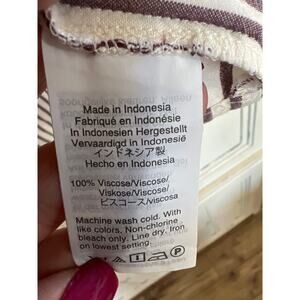 Made in Indonesia
Fabriqué en Indonésie
In Indonesien Hergestellt
Vervaardigd in Indonesië
インドネシア製
Hecho en Indonesia
100% Viscose/Viscose/
Viskose/Viscose/
ビスコース/viscosa
Machine wash cold. With
like colors. Non-chlorine
bleach only. Line dry. Iron
on lowest setting.